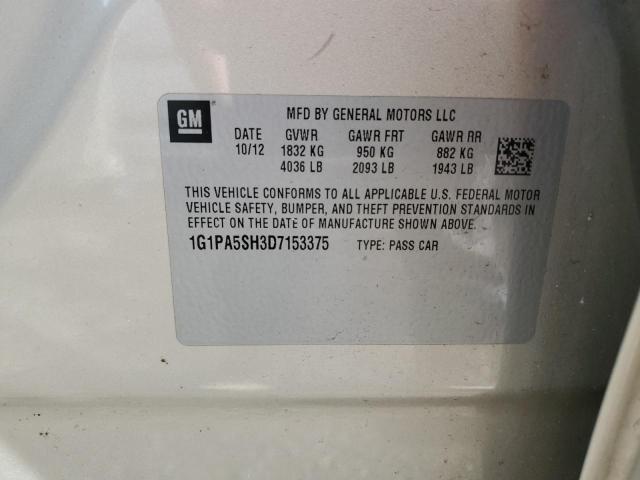 GM
MFD BY GENERAL MOTORS LLC
DATE GVWR GAWR FRT GAWR RR
10/12 1832 KG 950 KG 882 KG
4036 LB 2093 LB 1943 LB
THIS VEHICLE CONFORMS TO ALL APPLICABLE U.S. FEDERAL MOTOR
VEHICLE SAFETY, BUMPER, AND THEFT PREVENTION STANDARDS IN
EFFECT ON THE DATE OF MANUFACTURE SHOWN ABOVE.
1G1PA5SH3D7153375 TYPE: PASS CAR